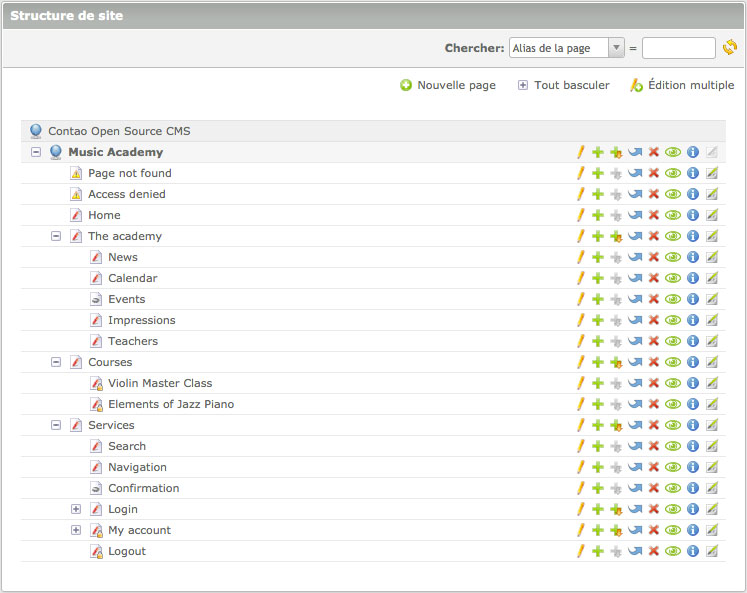 Structure de site
Chercher: Alias de la page =
Nouvelle page Tout basculer Édition multiple
Contao Open Source CMS
Music Academy
Page not found
Access denied
Home
The academy
News
Calendar
Events
Impressions
Teachers
Courses
Violin Master Class
Elements of Jazz Piano
Services
Search
Navigation
Confirmation
Login
My account
Logout